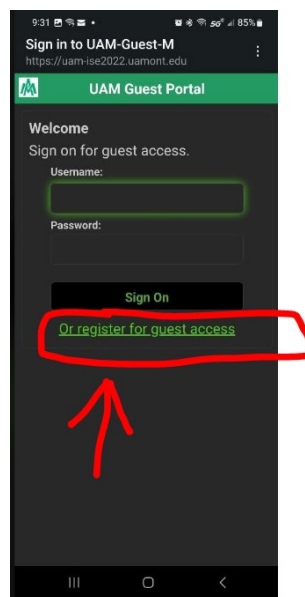 9:31
5G 85%
Sign in to UAM-Guest-M
https://uam-ise2022.uamont.edu
UAM Guest Portal
Welcome
Sign on for guest access.
Username:
Password:
Sign On
Or register for guest access